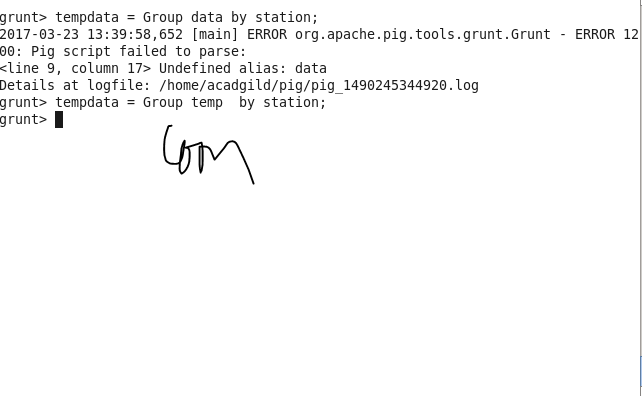 grunt> tempdata = Group data by station;
2017-03-23 13:39:58,652 [main] ERROR org.apache.pig.tools.grunt.Grunt - ERROR 12
00: Pig script failed to parse:
<line 9, column 17> Undefined alias: data
Details at logfile: /home/acadgild/pig/pig_1490245344920.log
grunt> tempdata = Group temp  by station;
grunt>